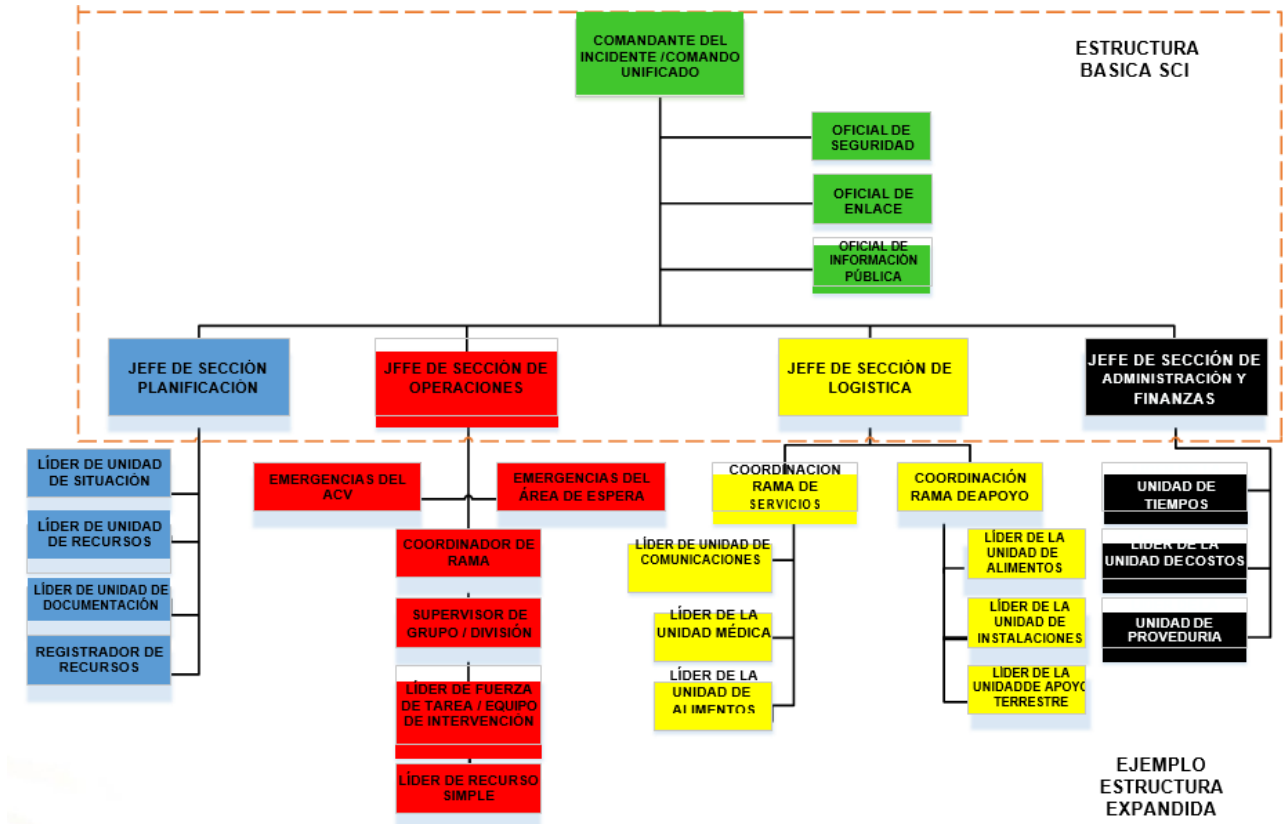 COMANDANTE DEL
INCIDENTE /COMANDO
UNIFICADO
ESTRUCTURA
BASICA SCI
OFICIAL DE
SEGURIDAD
OFICIAL DE
ENLACE
OFICIAL DE
INFORMACIÓN
PÚBLICA
JEFE DE SECCIÓN
PLANIFICACIÓN
JFFE DE SECCIÓN DE
OPERACIONES
JEFE DE SECCIÓN DE
LOGISTICA
JEFE DE SECCIÓN DE
ADMINISTRACIÓN Y
FINANZAS
LÍDER DE UNIDAD
DE SITUACIÓN
LÍDER DE UNIDAD
DE RECURSOS
LÍDER DE UNIDAD DE
DOCUMENTACIÓN
REGISTRADOR DE
RECURSOS
EMERGENCIAS DEL
ACV
EMERGENCIAS DEL
ÁREA DE ESPERA
COORDINADOR DE
RAMA
SUPERVISOR DE
GRUPO / DIVISIÓN
LÍDER DE FUERZA
DE TAREA / EQUIPO
DE INTERVENCIÓN
LÍDER DE RECURSO
SIMPLE
COORDINACION
RAMA DE
SERVICIOS
LÍDER DE UNIDAD DE
COMUNICACIONES
LÍDER DE LA
UNIDAD MÉDICA
LÍDER DE LA
UNIDAD DE
ALIMENTOS
COORDINACIÓN
RAMA DE APOYO
LÍDER DE LA
UNIDAD DE
ALIMENTOS
LÍDER DE LA
UNIDAD DE
INSTALACIONES
LÍDER DE LA
UNIDADDE APOYO
TERRESTRE
UNIDAD DE
TIEMPOS
LÍDER DE LA
UNIDAD DE COSTOS
UNIDAD DE
PROVEDURIA
EJEMPLO
ESTRUCTURA
EXPANDIDA